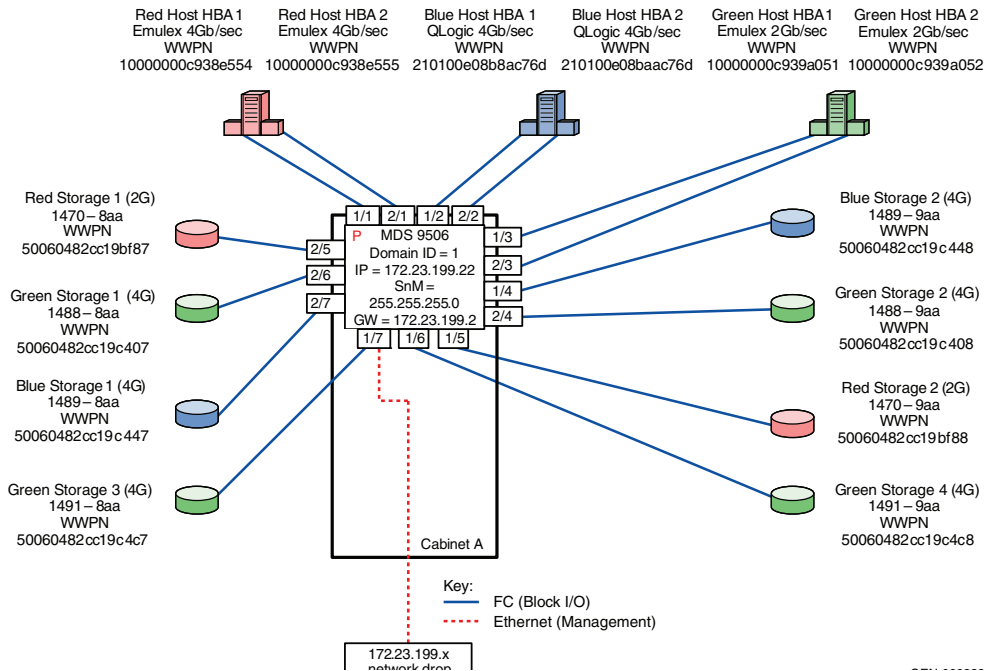 Red Host HBA 1
Emulex 4Gb/sec
WWPN
10000000c938e554
Red Host HBA 2
Emulex 4Gb/sec
WWPN
10000000c938e555
Blue Host HBA 1
QLogic 4Gb/sec
WWPN
210100e08b8ac76d
Blue Host HBA 2
QLogic 4Gb/sec
WWPN
210100e08baac76d
Green Host HBA1
Emulex 2Gb/sec
WWPN
10000000c939a051
Green Host HBA 2
Emulex 2Gb/sec
WWPN
10000000c939a052
Red Storage 1 (2G)
1470 – 8aa
WWPN
50060482cc19bf87
Green Storage 1 (4G)
1488 – 8aa
WWPN
50060482cc19c407
Blue Storage 1 (4G)
1489 – 8aa
WWPN
50060482cc19c447
Green Storage 3 (4G)
1491 – 8aa
WWPN
50060482cc19c4c7
1/1
2/1
1/2
2/2
2/5
2/6
2/7
P
MDS 9506
Domain ID = 1
IP = 172.23.199.22
SnM =
255.255.255.0
GW = 172.23.199.2
1/3
2/3
1/4
2/4
1/7
1/6
1/5
Blue Storage 2 (4G)
1489 – 9aa
WWPN
50060482cc19c448
Green Storage 2 (4G)
1488 – 9aa
WWPN
50060482cc19c408
Red Storage 2 (2G)
1470 – 9aa
WWPN
50060482cc19bf88
Green Storage 4 (4G)
1491 – 9aa
WWPN
50060482cc19c4c8
Cabinet A
Key:
FC (Block I/O)
Ethernet (Management)
172.23.199.x
network drop